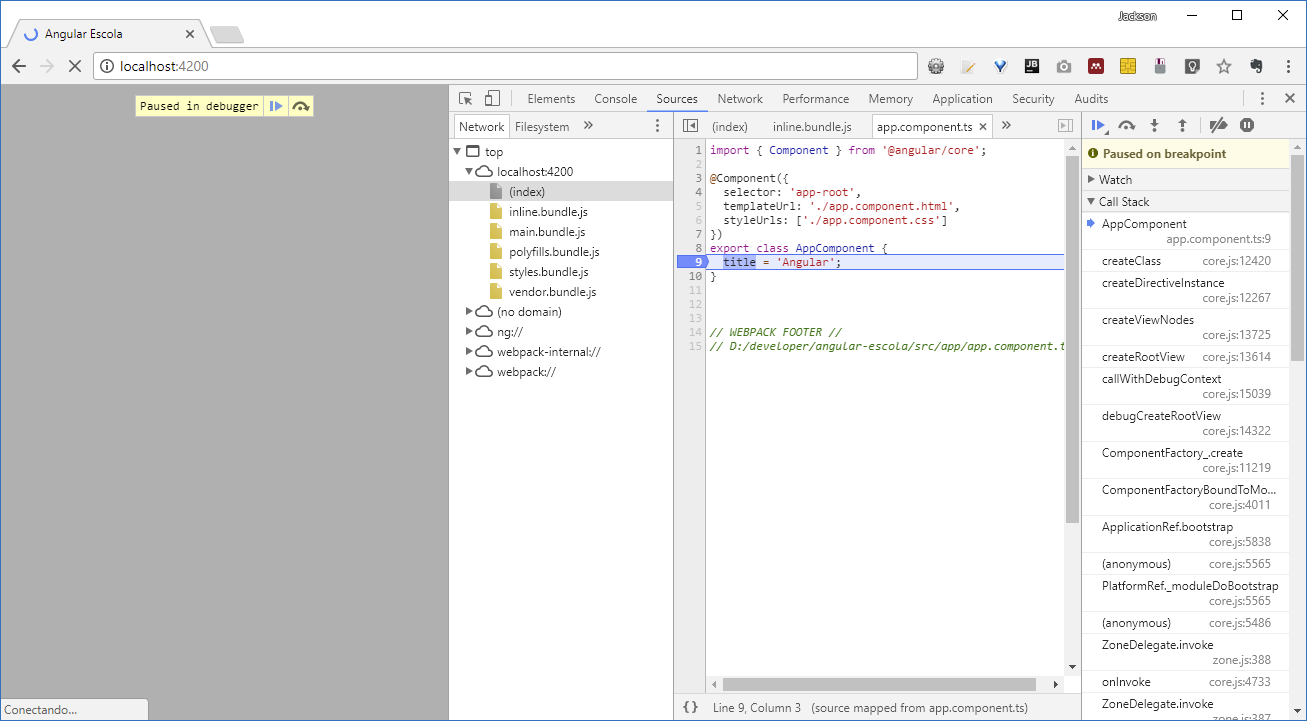 Jackson
Angular Escola
localhost:4200
JB
Paused in debugger
Elements Console Sources Network Performance Memory Application Security Audits
Network Filesystem »
(index) inline.bundle.js app.component.ts »
top
localhost:4200
(index)
inline.bundle.js
main.bundle.js
polyfills.bundle.js
styles.bundle.js
vendor.bundle.js
(no domain)
ng://
webpack-internal://
webpack://
1 import { Component } from '@angular/core';
2
3 @Component({
4 selector: 'app-root',
5 templateUrl: './app.component.html',
6 styleUrls: ['./app.component.css']
7 })
8 export class AppComponent {
9 title = 'Angular';
10 }
11
12
13
14 // WEBPACK FOOTER //
15 // D:/developer/angular-escola/src/app/app.component.t
{} Line 9, Column 3 (source mapped from app.component.ts)
Paused on breakpoint
Watch
Call Stack
AppComponent
app.component.ts:9
createClass core.js:12420
createDirectiveInstance
core.js:12267
createViewNodes
core.js:13725
createRootView core.js:13614
callWithDebugContext
core.js:15039
debugCreateRootView
core.js:14322
ComponentFactory_.create
core.js:11219
ComponentFactoryBoundToMo...
core.js:4011
ApplicationRef.bootstrap
core.js:5838
(anonymous) core.js:5565
PlatformRef._moduleDoBootstrap
core.js:5565
(anonymous) core.js:5486
ZoneDelegate.invoke
zone.js:388
onInvoke core.js:4733
ZoneDelegate.invoke
zone.js:387
Conectando...